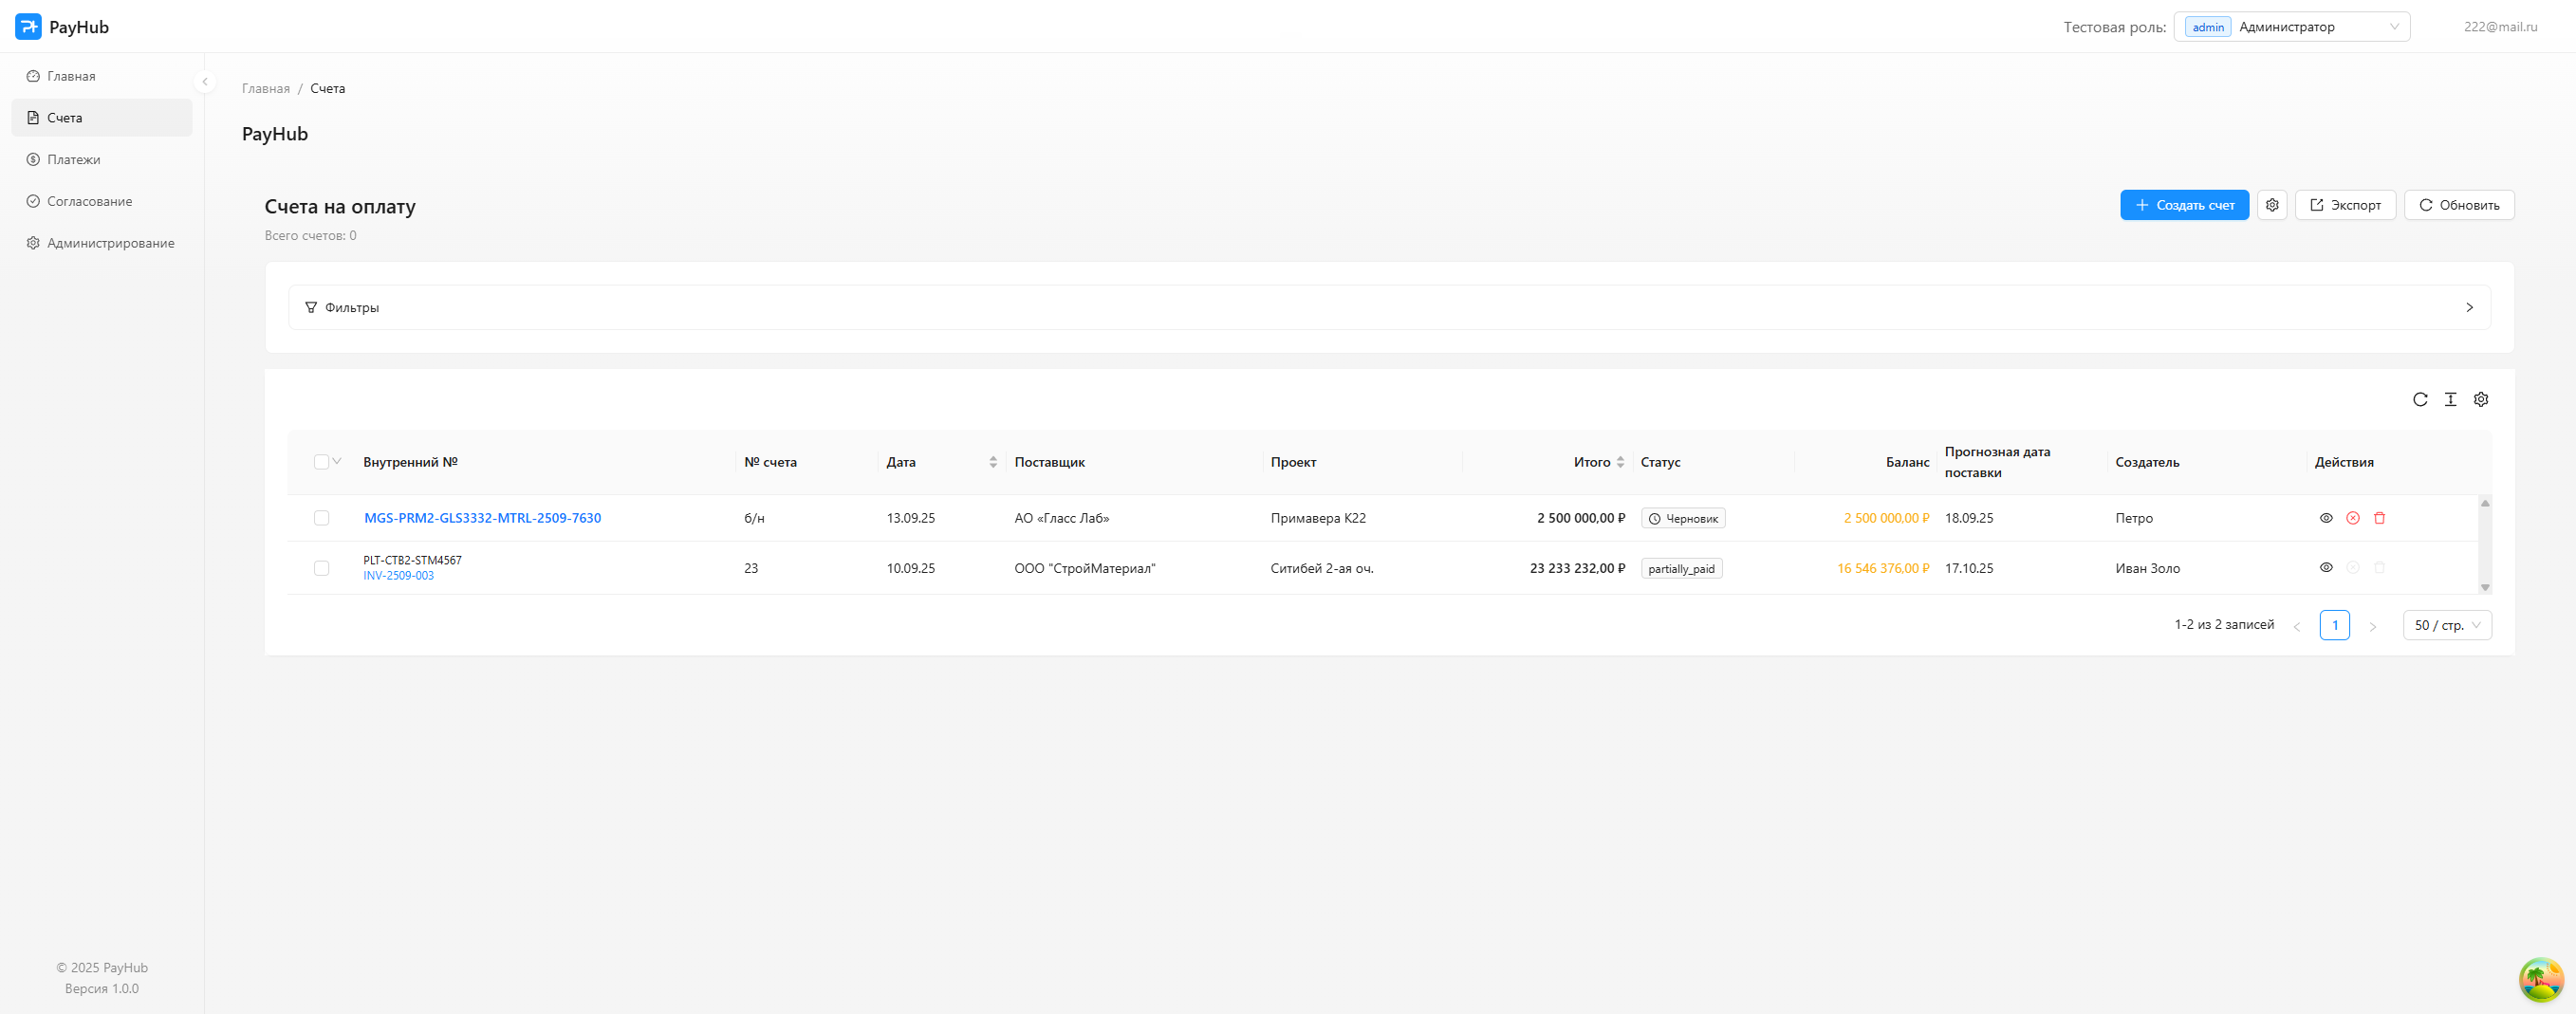 PayHub
Тестовая роль: admin Администратор 222@mail.ru
Главная
Счета
Платежи
Согласование
Администрирование
Главная / Счета
PayHub
Счета на оплату
Всего счетов: 0
Создать счет
Экспорт
Обновить
Фильтры
Внутренний № № счета Дата Поставщик Проект Итого Статус Баланс Прогнозная дата поставки Создатель Действия
MGS-PRM2-GLS3332-MTRL-2509-7630 б/н 13.09.25 АО «Гласс Лаб» Примавера К22 2 500 000,00 ₽ Черновик 2 500 000,00 ₽ 18.09.25 Петро
PLT-CTB2-STM4567
INV-2509-003 23 10.09.25 ООО "СтройМатериал" Ситибей 2-ая оч. 23 233 232,00 ₽ partially_paid 16 546 376,00 ₽ 17.10.25 Иван Золо
1-2 из 2 записей 1 50 / стр.
© 2025 PayHub
Версия 1.0.0